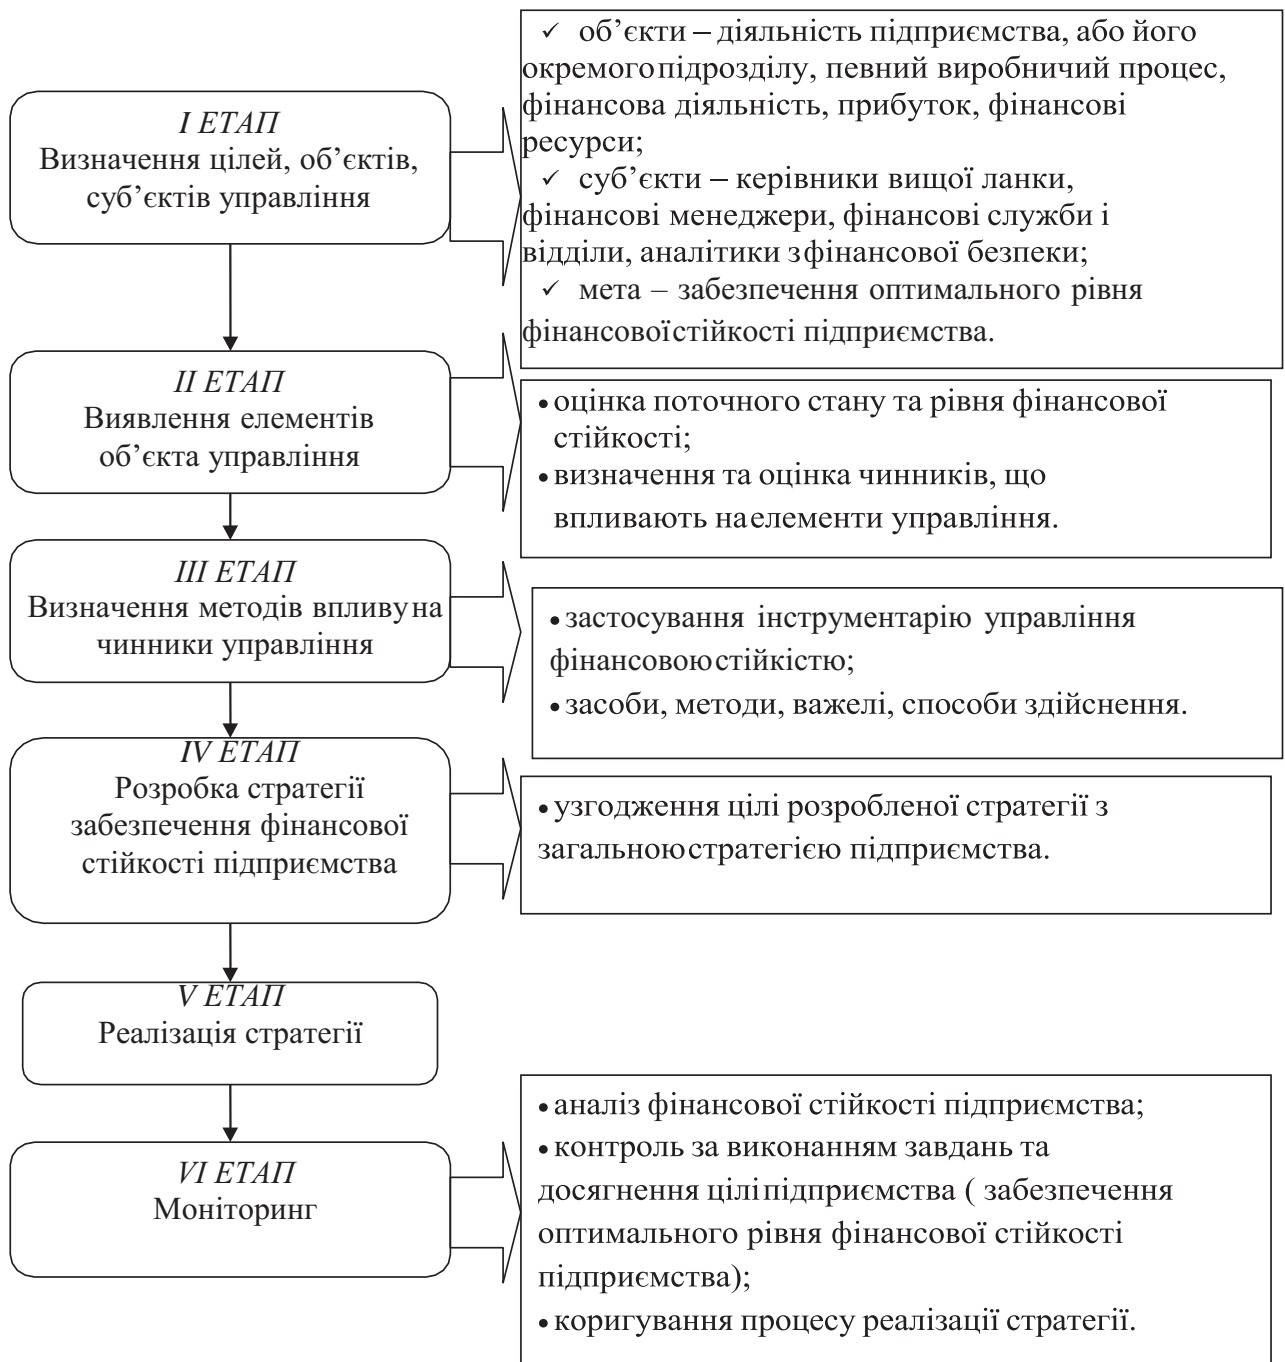 І ЕТАП
Визначення цілей, об’єктів,
суб’єктів управління
✓ об’єкти – діяльність підприємства, або його
окремого підрозділу, певний виробничий процес,
фінансова діяльність, прибуток, фінансові
ресурси;
✓ суб’єкти – керівники вищої ланки,
фінансові менеджери, фінансові служби і
відділи, аналітики з фінансової безпеки;
✓ мета – забезпечення оптимального рівня
фінансової стійкості підприємства.
ІІ ЕТАП
Виявлення елементів
об’єкта управління
• оцінка поточного стану та рівня фінансової
стійкості;
• визначення та оцінка чинників, що
впливають на елементи управління.
ІІІ ЕТАП
Визначення методів впливу на
чинники управління
• застосування інструментарію управління
фінансовою стійкістю;
• засоби, методи, важелі, способи здійснення.
IV ЕТАП
Розробка стратегії
забезпечення фінансової
стійкості підприємства
• узгодження цілі розробленої стратегії з
загальною стратегією підприємства.
V ЕТАП
Реалізація стратегії
VI ЕТАП
Моніторинг
• аналіз фінансової стійкості підприємства;
• контроль за виконанням завдань та
досягнення цілі підприємства ( забезпечення
оптимального рівня фінансової стійкості
підприємства);
• коригування процесу реалізації стратегії.